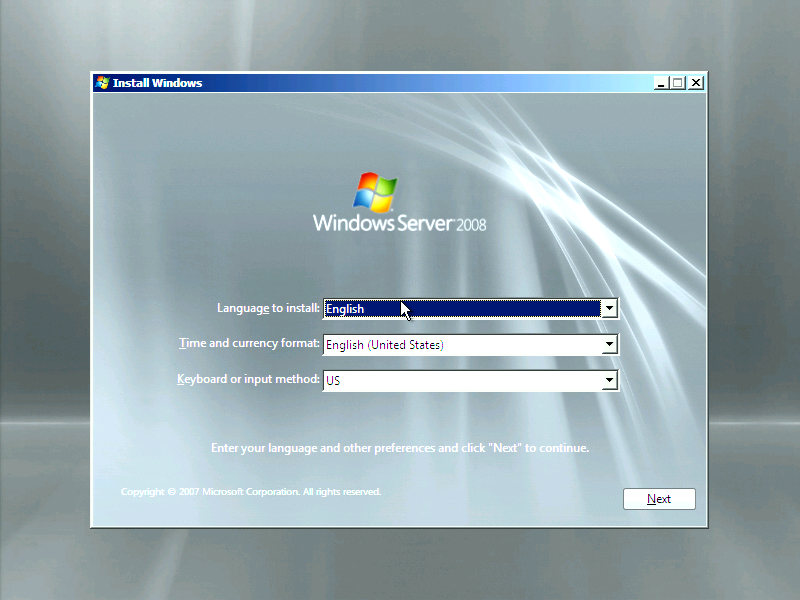 Install Windows
Windows Server 2008
Language to install: English
Time and currency format: English (United States)
Keyboard or input method: US
Enter your language and other preferences and click "Next" to continue.
Copyright © 2007 Microsoft Corporation. All rights reserved.
Next